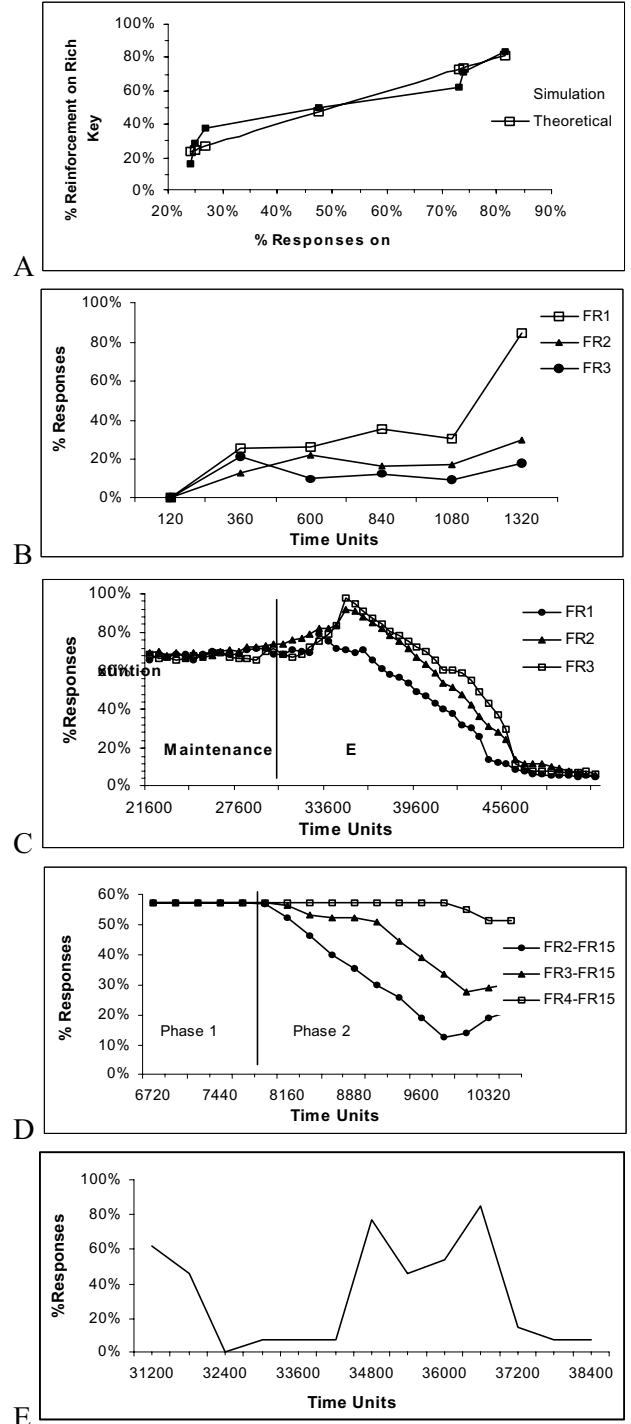 100%
80%
60%
40%
20%
0%
% Reinforcement on Rich
Key
20% 30% 40% 50% 60% 70% 80% 90%
% Responses on
Simulation
Theoretical
A
100%
80%
60%
40%
20%
0%
% Responses
120 360 600 840 1080 1320
Time Units
FR1
FR2
FR3
B
100%
80%
60%
40%
20%
0%
%Responses
xtintion
Maintenance E
21600 27600 33600 39600 45600
Time Units
FR1
FR2
FR3
C
60%
50%
40%
30%
20%
10%
0%
% Responses
Phase 1 Phase 2
6720 7440 8160 8880 9600 10320
Time Units
FR2-FR15
FR3-FR15
FR4-FR15
D
100%
80%
60%
40%
20%
0%
%Responses
31200 32400 33600 34800 36000 37200 38400
Time Units
E